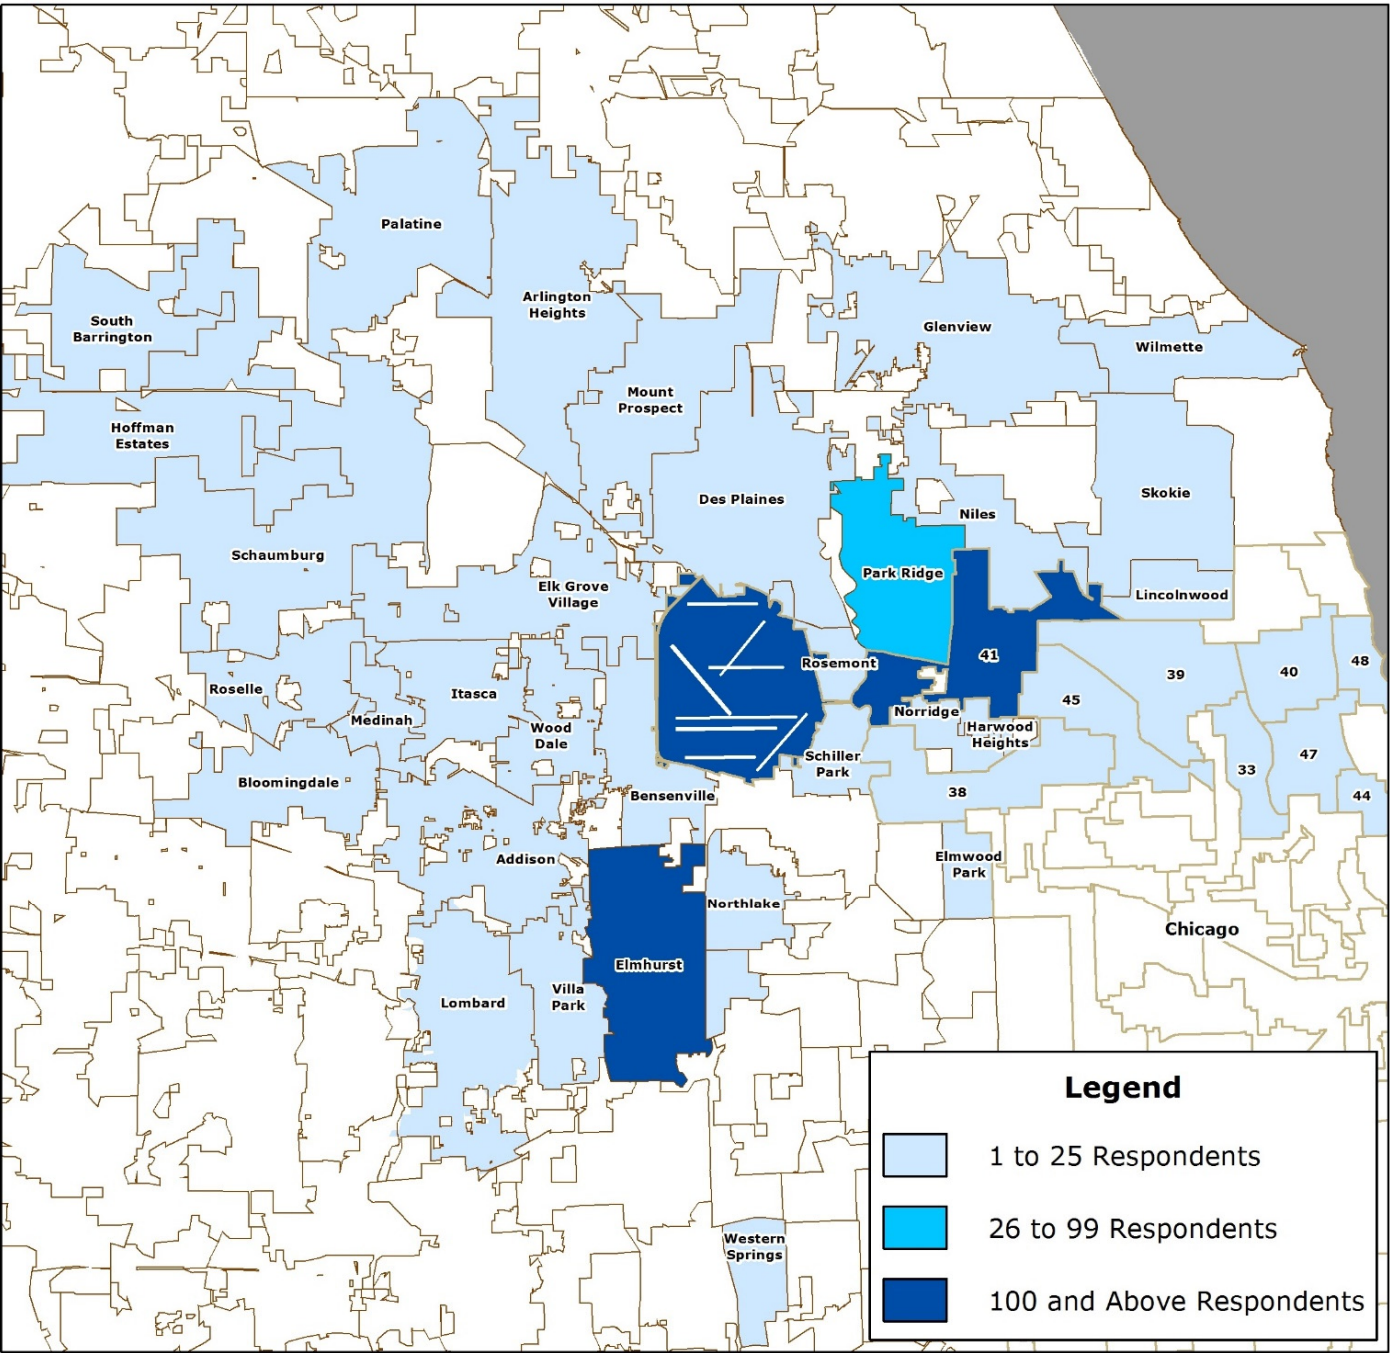 Palatine
Arlington
Heights
South
Barrington
Glenview
Wilmette
Mount
Prospect
Hoffman
Estates
Des Plaines
Skokie
Niles
Schaumburg
Park Ridge
Elk Grove
Village
Lincolnwood
41
Rosemont
48
40
39
Roselle
Itasca
45
Medinah
Norridge
Wood
Dale
Harwood
Heights
47
Schiller
Park
33
Bloomingdale
38
Bensenville
44
Addison
Elmwood
Park
Northlake
Chicago
Elmhurst
Villa
Park
Lombard
Western
Springs
Legend
1 to 25 Respondents
26 to 99 Respondents
100 and Above Respondents